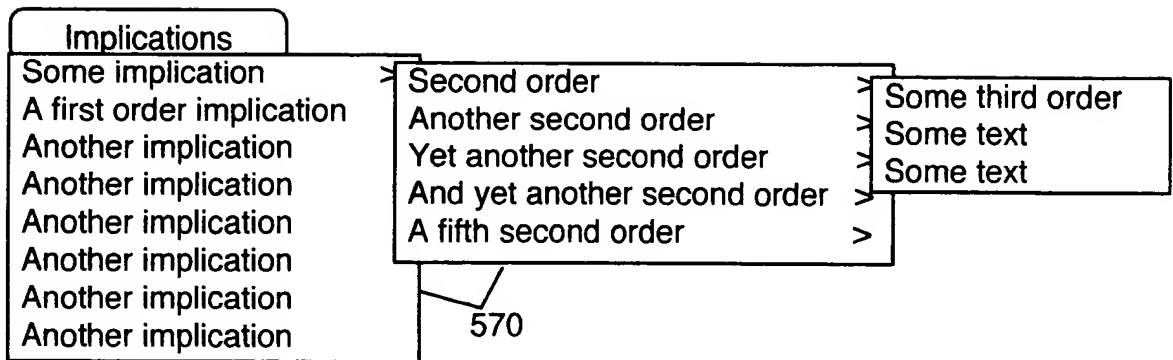 Implications
Some implication >
A first order implication
Another implication
Another implication
Another implication
Another implication
Another implication
Another implication
Second order >
Another second order >
Yet another second order >
And yet another second order >
A fifth second order >
Some third order
Some text
Some text
570